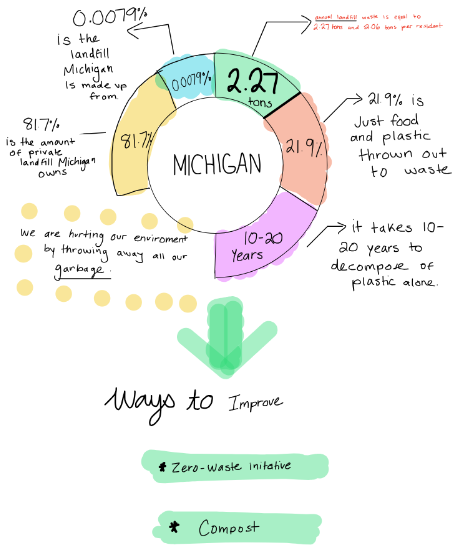 0.0079%
is the
landfill
Michigan
is made up
from.
annual landfill waste is equal to
2.27 tons and 2.06 tons per resident
0.0079%
2.27
tons
81.7%
817%
is the amount
of private
landfill Michigan
owns
MICHIGAN
21.9%
21.9% is
Just food
and plastic
thrown out
to waste
10-20
Years
it takes 10-
20 years to
decompose of
plastic alone.
We are hurting our enviroment
by throwing away all our
garbage.
Ways to Improve
* Zero-waste initative
* Compost